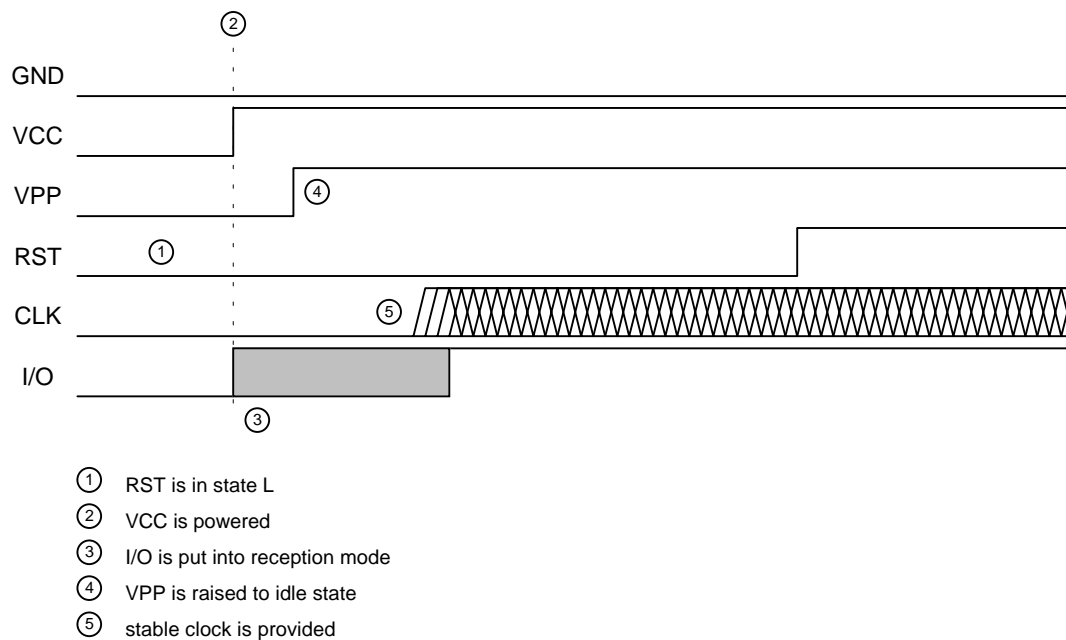 ②
GND
VCC
VPP
④
RST
①
CLK
⑤
I/O
③
① RST is in state L
② VCC is powered
③ I/O is put into reception mode
④ VPP is raised to idle state
⑤ stable clock is provided